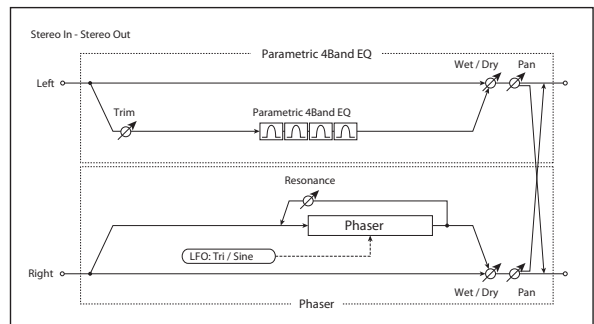 Stereo In - Stereo Out
Parametric 4Band EQ
Wet / Dry Pan
Left
Trim
Parametric 4Band EQ
Resonance
Phaser
LFO: Tri / Sine
Right
Wet / Dry Pan
Phaser